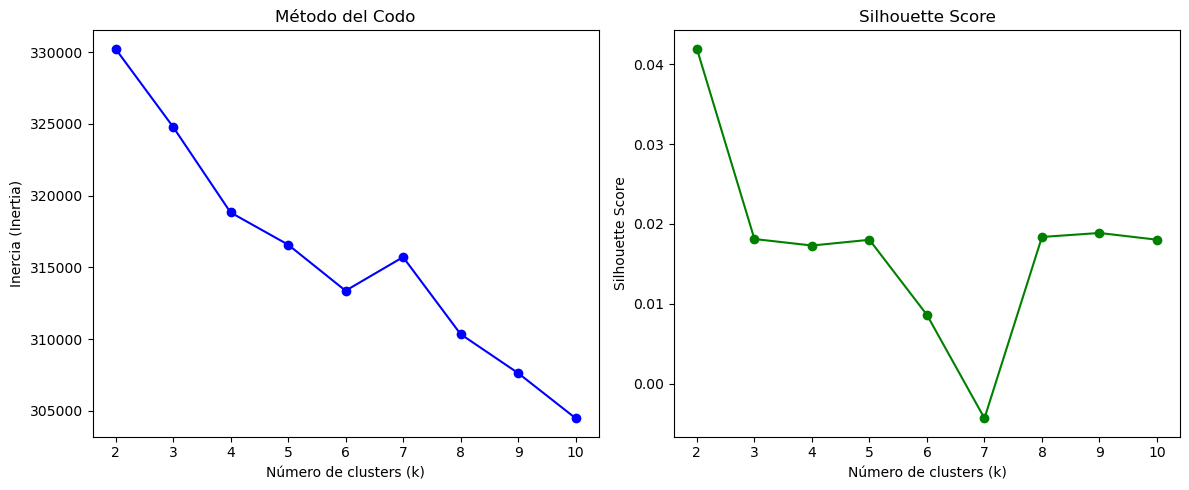 Método del Codo
330000
325000
320000
315000
310000
305000
Inercia (Inertia)
2 3 4 5 6 7 8 9 10
Número de clusters (k)
Silhouette Score
0.04
0.03
0.02
0.01
0.00
Silhouette Score
2 3 4 5 6 7 8 9 10
Número de clusters (k)